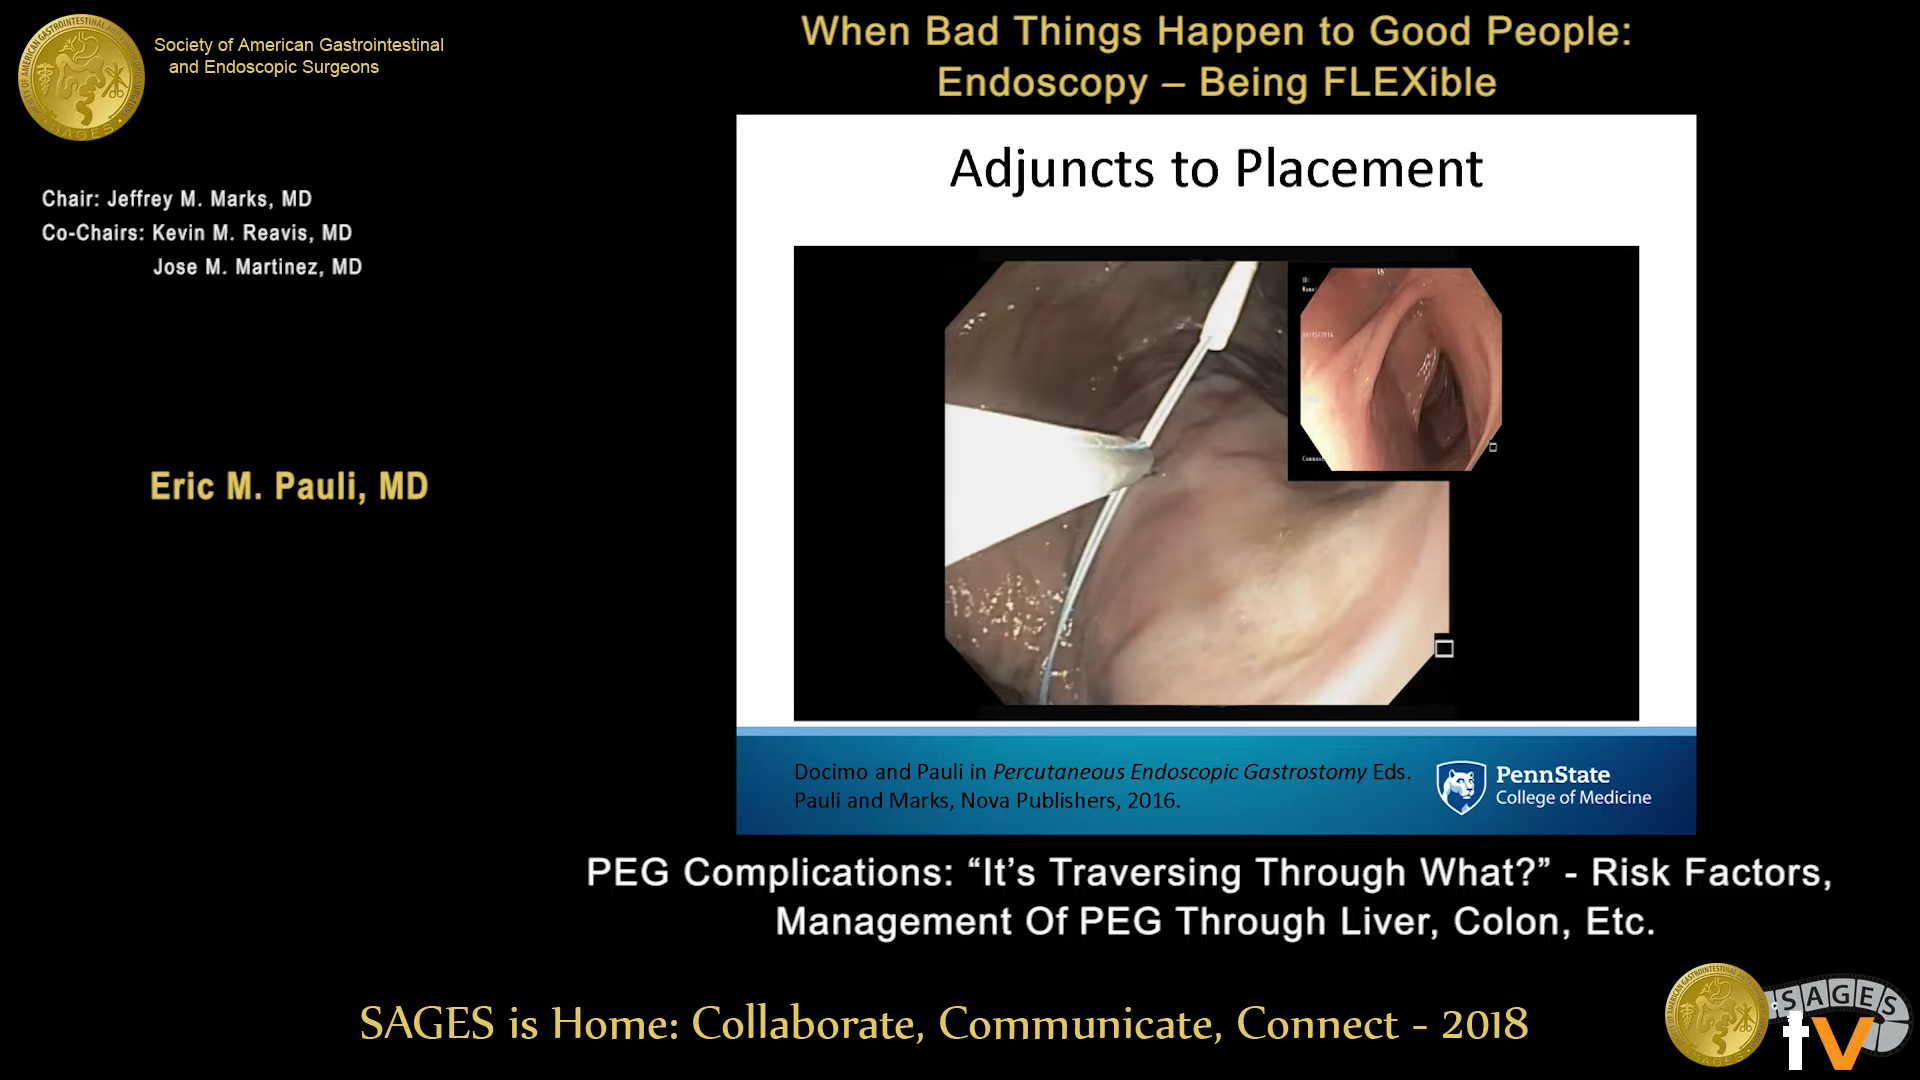 Society of American Gastrointestinal
and Endoscopic Surgeons
When Bad Things Happen to Good People:
Endoscopy – Being FLEXible
Chair: Jeffrey M. Marks, MD
Co-Chairs: Kevin M. Reavis, MD
Jose M. Martinez, MD
Eric M. Pauli, MD
Adjuncts to Placement
Docimo and Pauli in Percutaneous Endoscopic Gastrostomy Eds.
Pauli and Marks, Nova Publishers, 2016.
PennState
College of Medicine
PEG Complications: “It’s Traversing Through What?” - Risk Factors,
Management Of PEG Through Liver, Colon, Etc.
SAGES is Home: Collaborate, Communicate, Connect - 2018
SAGES
tv